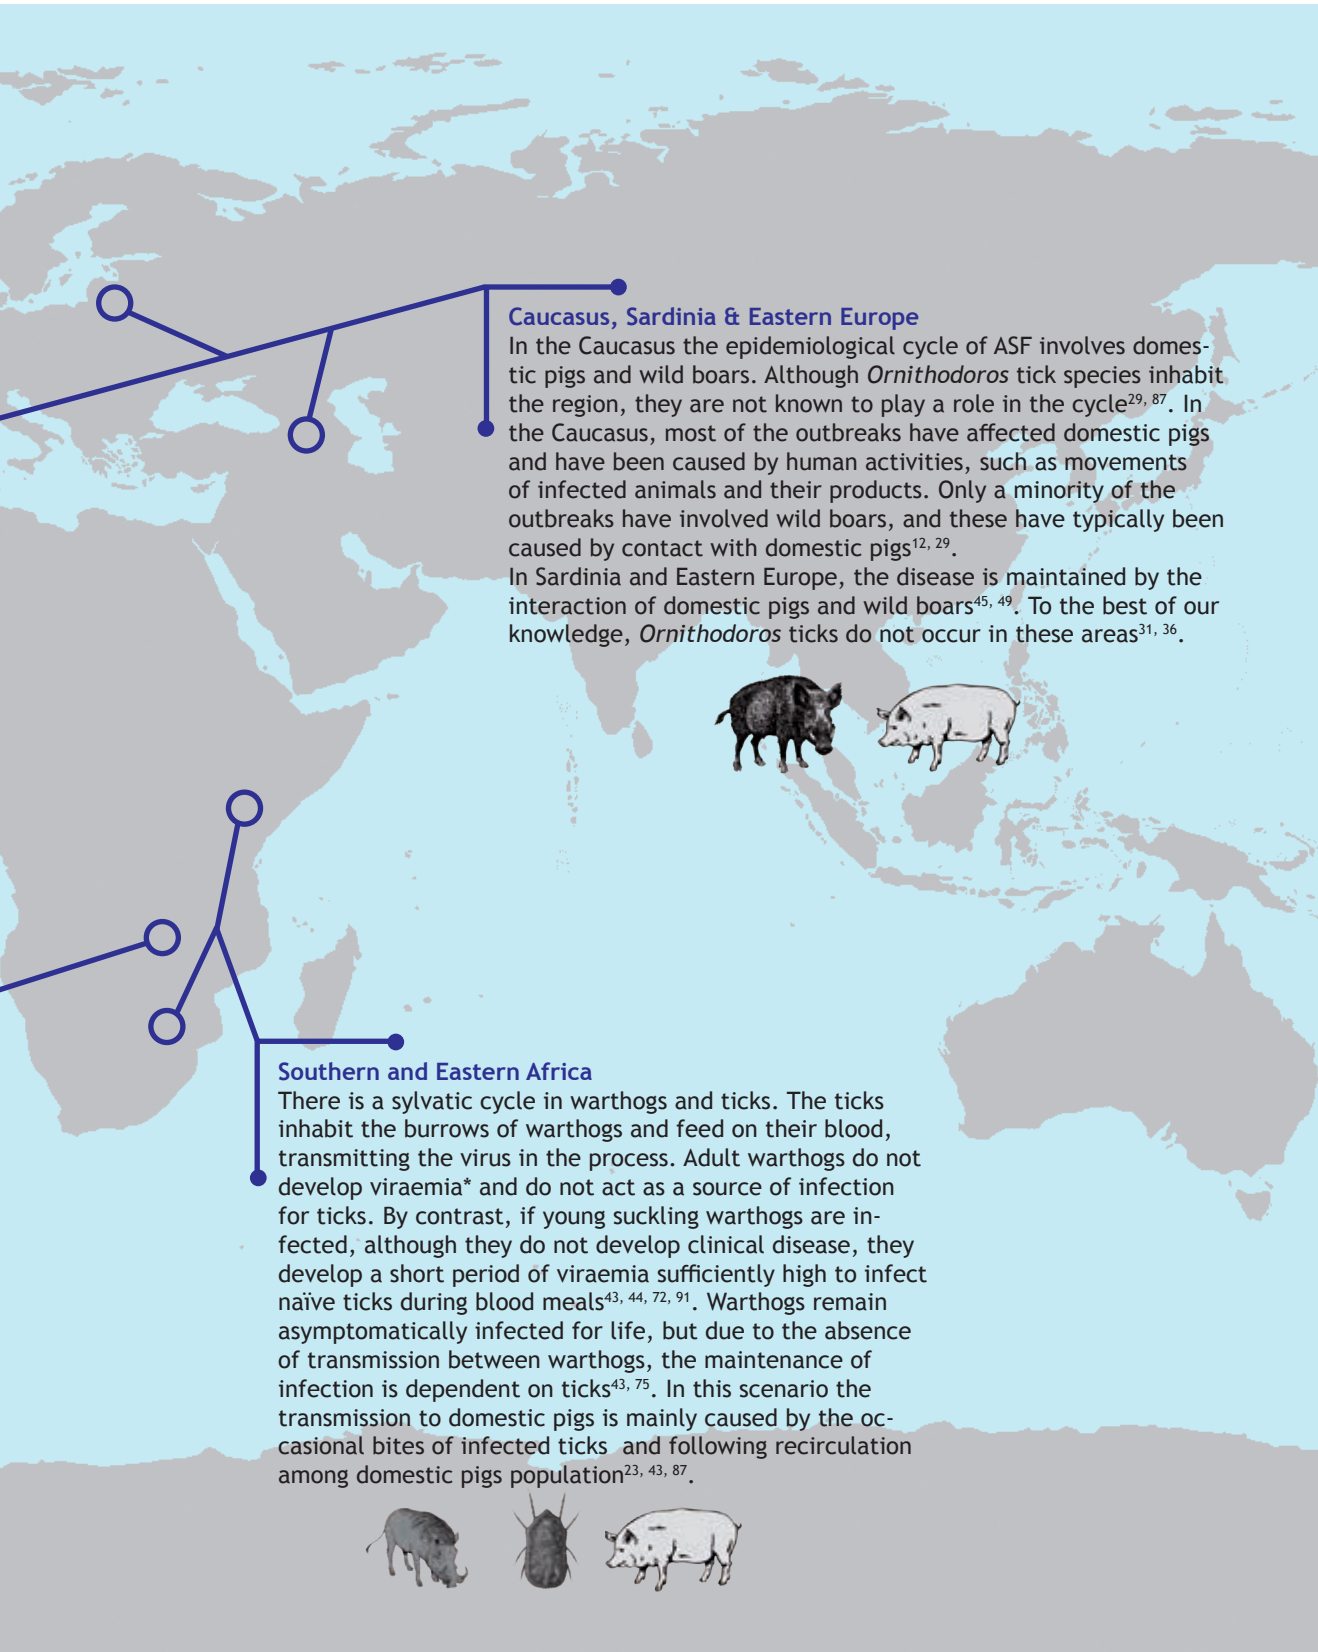 Caucasus, Sardinia & Eastern Europe
In the Caucasus the epidemiological cycle of ASF involves domes-
tic pigs and wild boars. Although Ornithodoros tick species inhabit
the region, they are not known to play a role in the cycle29, 87. In
the Caucasus, most of the outbreaks have affected domestic pigs
and have been caused by human activities, such as movements
of infected animals and their products. Only a minority of the
outbreaks have involved wild boars, and these have typically been
caused by contact with domestic pigs12, 29.
In Sardinia and Eastern Europe, the disease is maintained by the
interaction of domestic pigs and wild boars45, 49. To the best of our
knowledge, Ornithodoros ticks do not occur in these areas31, 36.
Southern and Eastern Africa
There is a sylvatic cycle in warthogs and ticks. The ticks
inhabit the burrows of warthogs and feed on their blood,
transmitting the virus in the process. Adult warthogs do not
develop viraemia* and do not act as a source of infection
for ticks. By contrast, if young suckling warthogs are in-
fected, although they do not develop clinical disease, they
develop a short period of viraemia sufficiently high to infect
naïve ticks during blood meals43, 44, 72, 91. Warthogs remain
asymptomatically infected for life, but due to the absence
of transmission between warthogs, the maintenance of
infection is dependent on ticks43, 75. In this scenario the
transmission to domestic pigs is mainly caused by the oc-
casional bites of infected ticks and following recirculation
among domestic pigs population23, 43, 87.